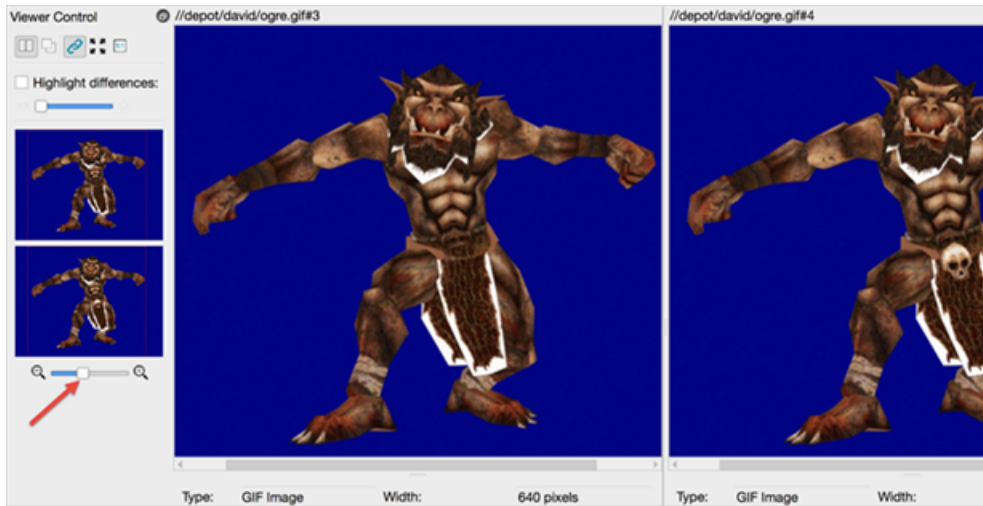 Viewer Control
//depot/david/ogre.gif#3
//depot/david/ogre.gif#4
Highlight differences:
Type: GIF Image Width: 640 pixels
Type: GIF Image Width: